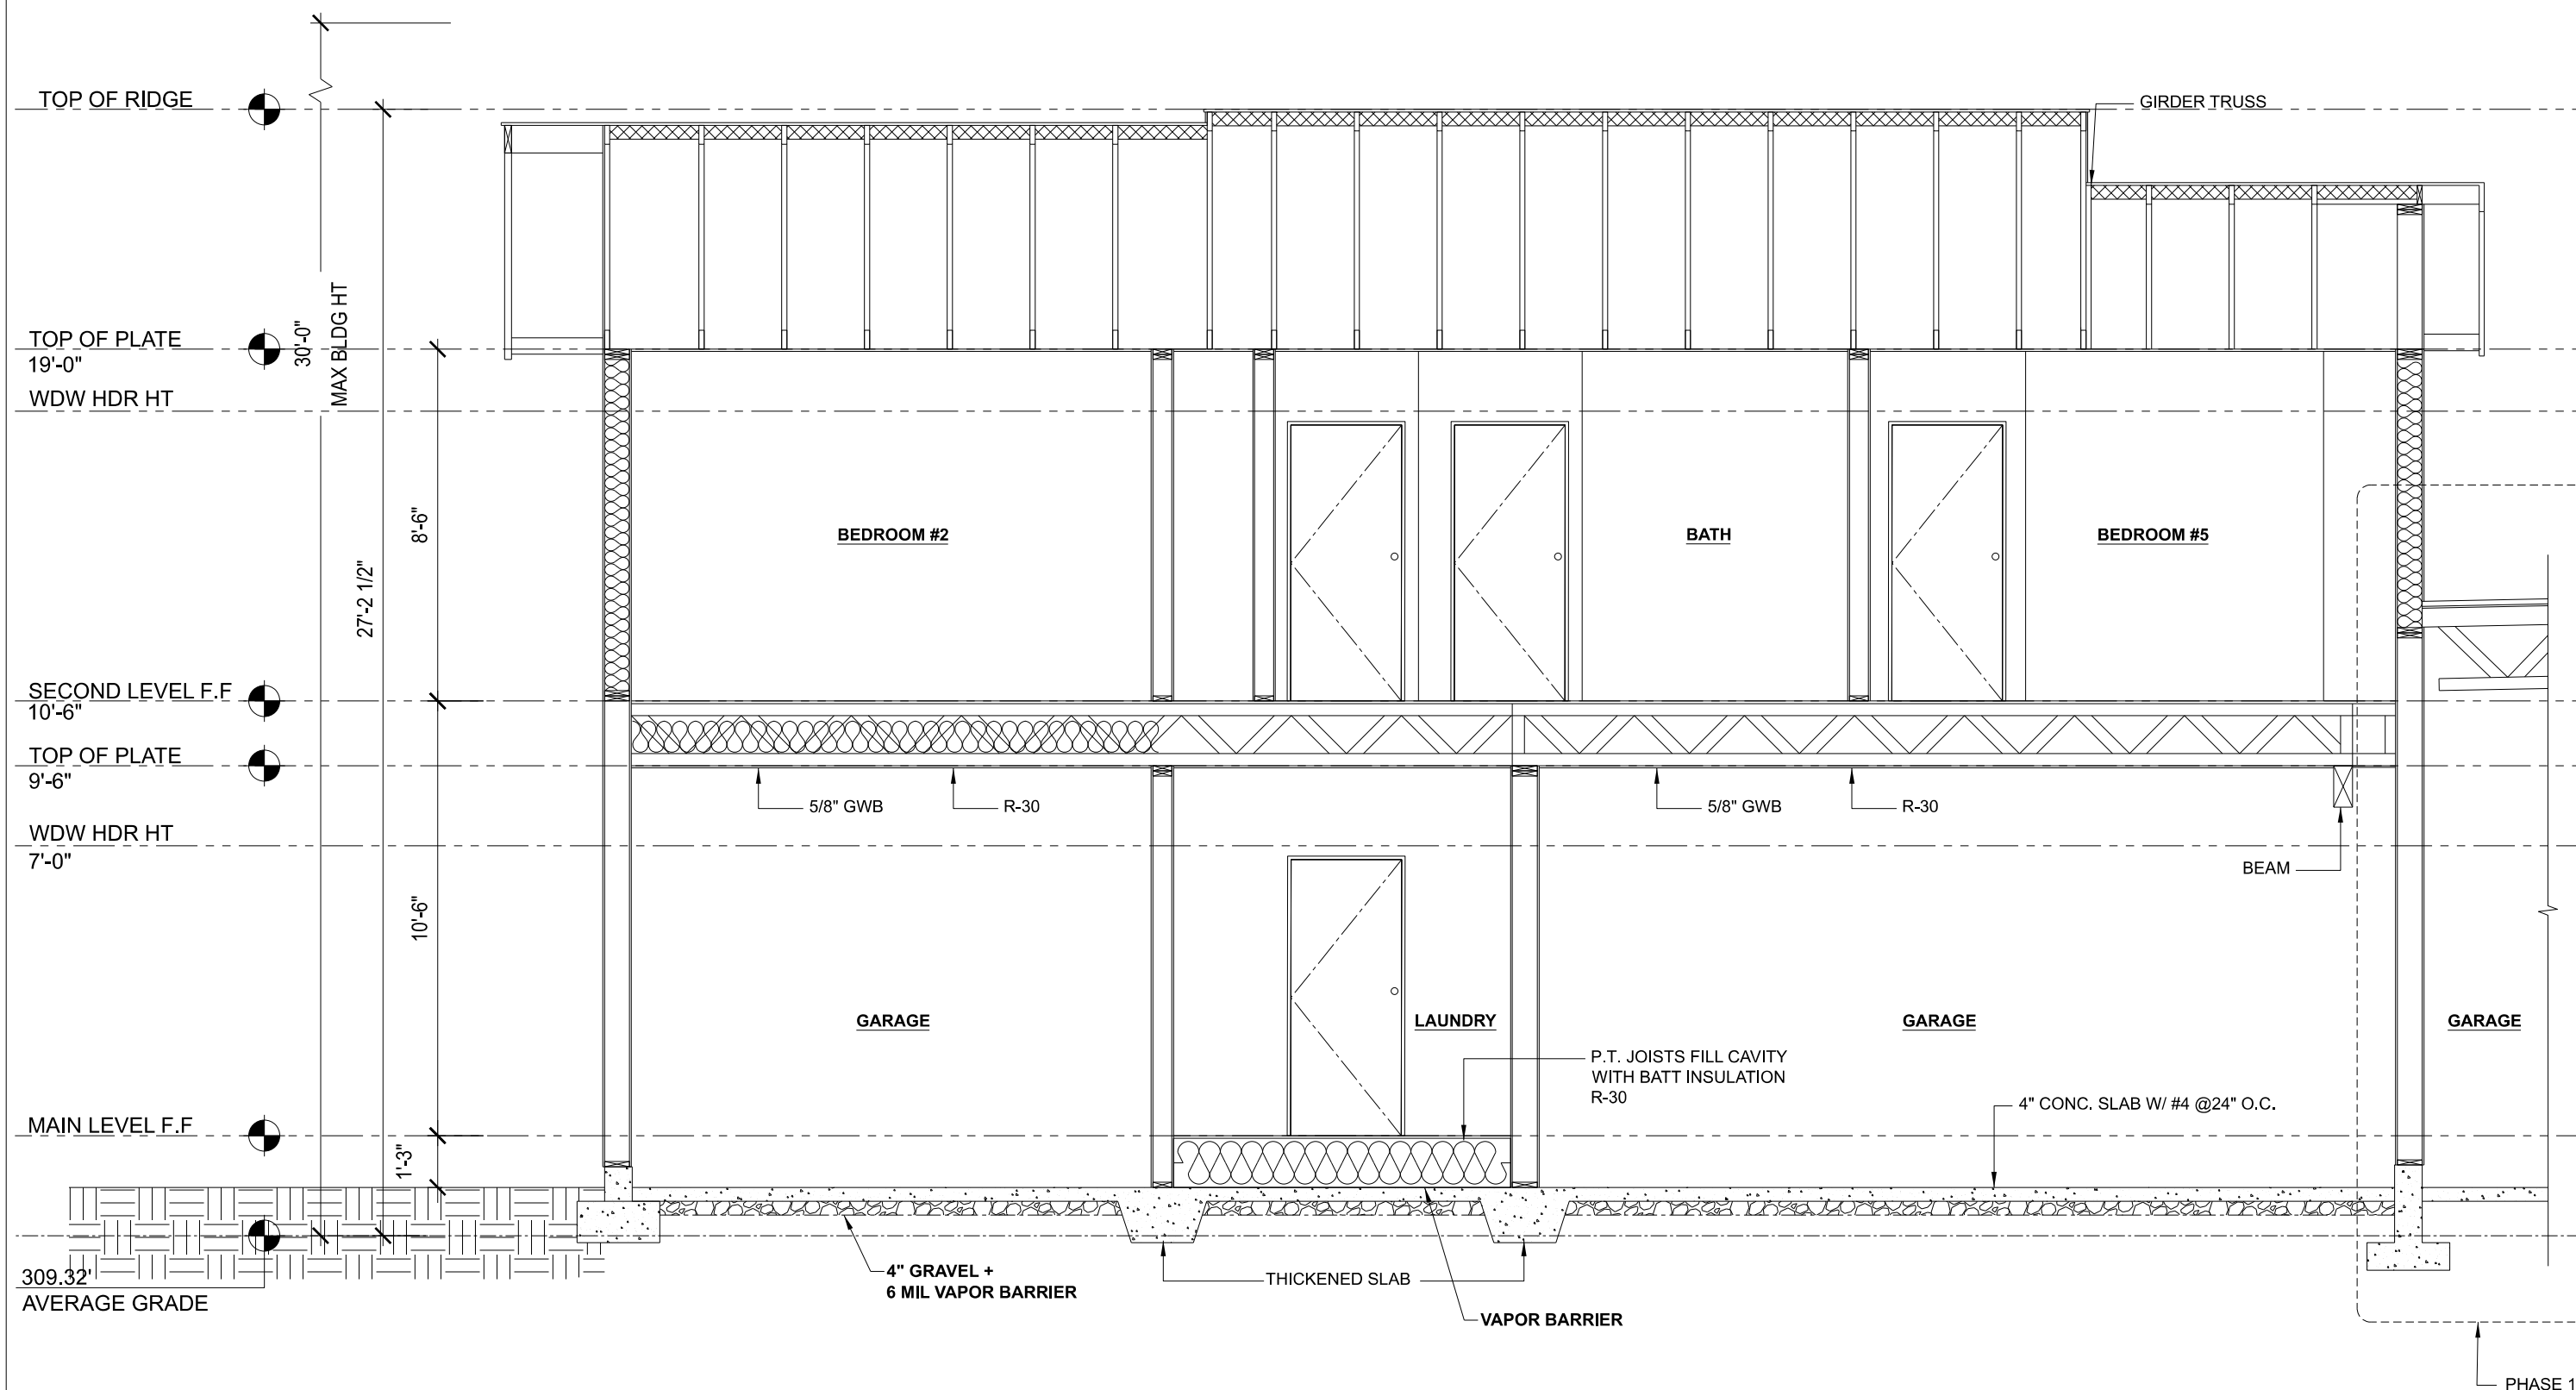 TOP OF RIDGE
GIRDER TRUSS
30'-0"
MAX BLDG HT
TOP OF PLATE
19'-0"
WDW HDR HT
8'-6"
27'-2 1/2"
BEDROOM #2
BATH
BEDROOM #5
SECOND LEVEL F.F
10'-6"
TOP OF PLATE
9'-6"
5/8" GWB
R-30
5/8" GWB
R-30
WDW HDR HT
7'-0"
BEAM
10'-6"
GARAGE
LAUNDRY
GARAGE
GARAGE
P.T. JOISTS FILL CAVITY
WITH BATT INSULATION
R-30
4" CONC. SLAB W/ #4 @24" O.C.
MAIN LEVEL F.F
1'-3"
309.32'
AVERAGE GRADE
4" GRAVEL +
6 MIL VAPOR BARRIER
THICKENED SLAB
VAPOR BARRIER
PHASE 1